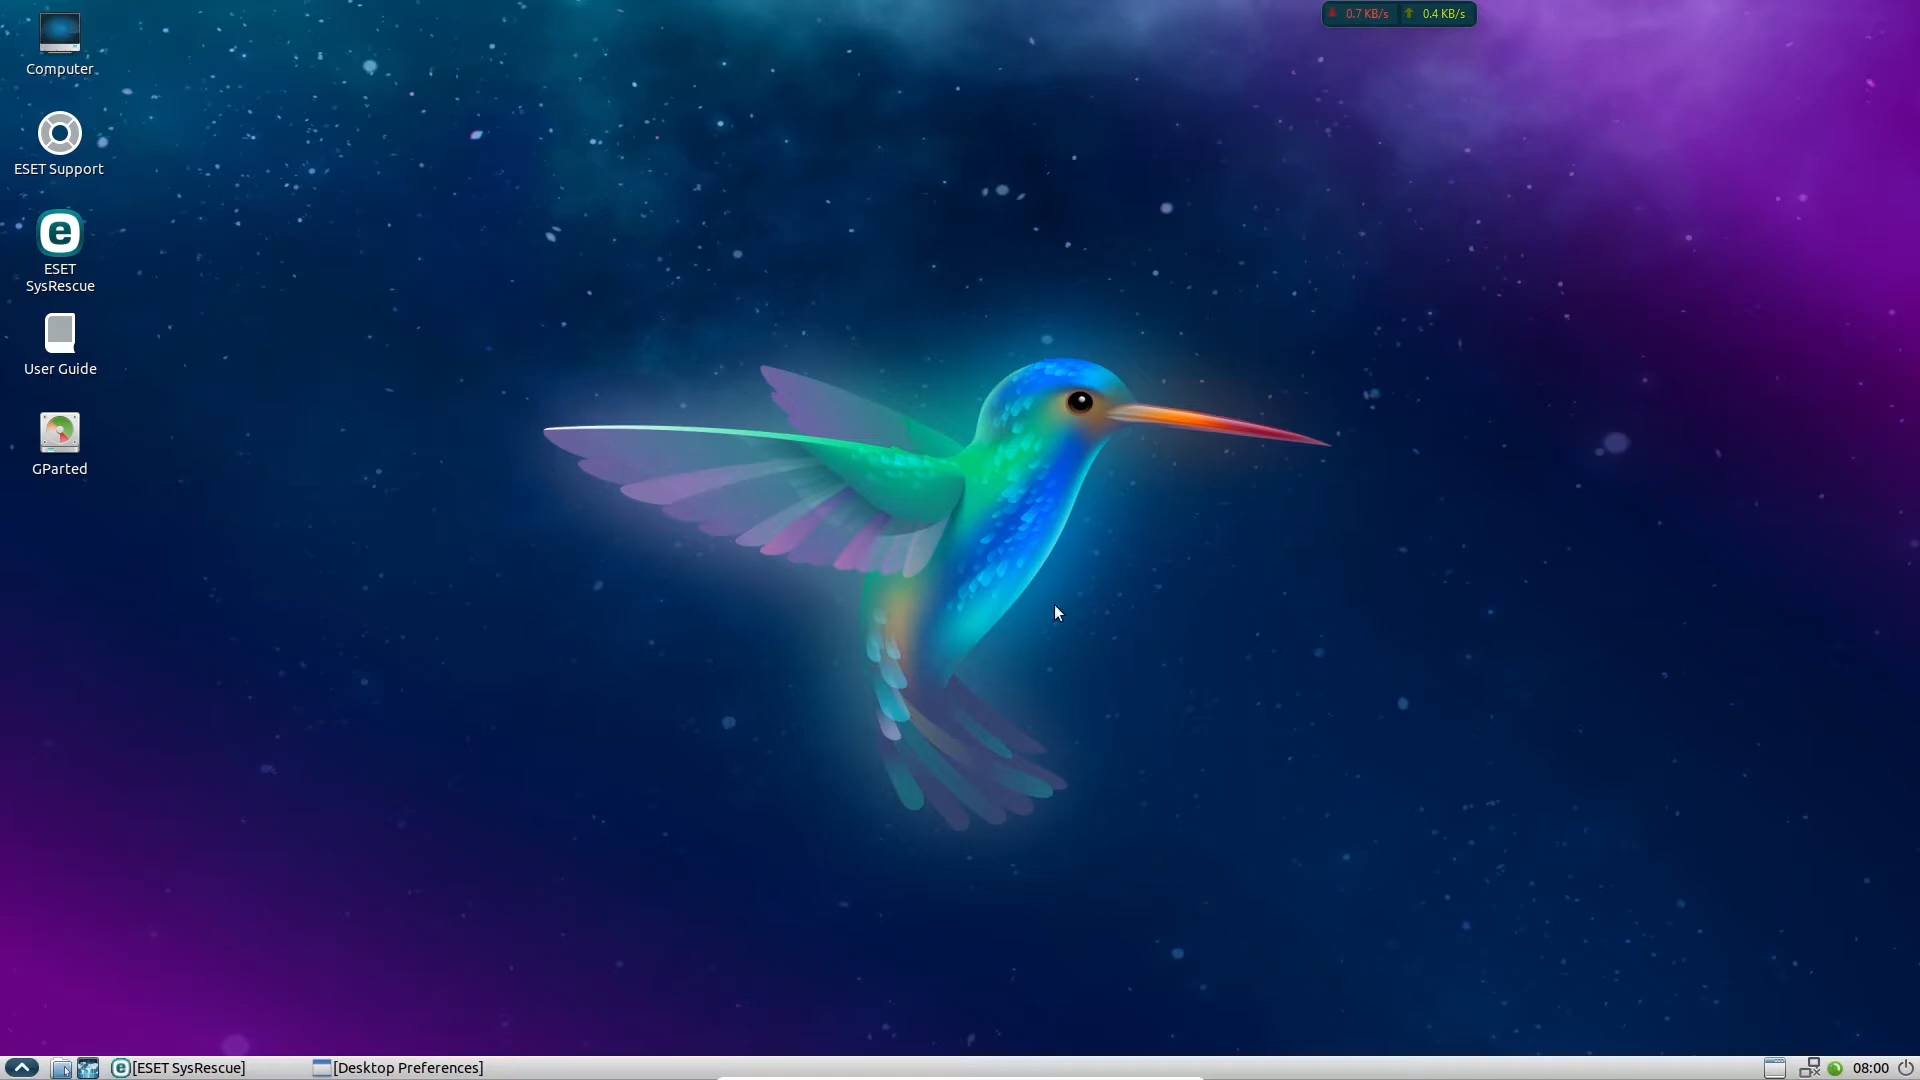 0.7 KB/s 0.4 KB/s
Computer
ESET Support
e
ESET
SysRescue
User Guide
GParted
e [ESET SysRescue] [Desktop Preferences] 08:00